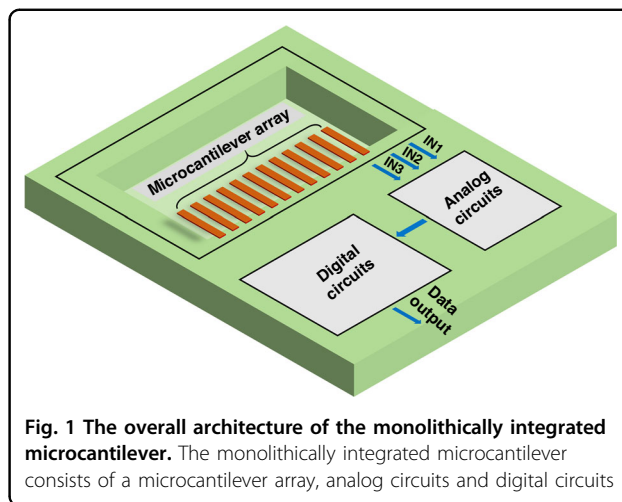 Microcantilever array
IN1
IN2
IN3
Analog
circuits
Digital
circuits
Data
output
Fig. 1 The overall architecture of the monolithically integrated
microcantilever. The monolithically integrated microcantilever
consists of a microcantilever array, analog circuits and digital circuits